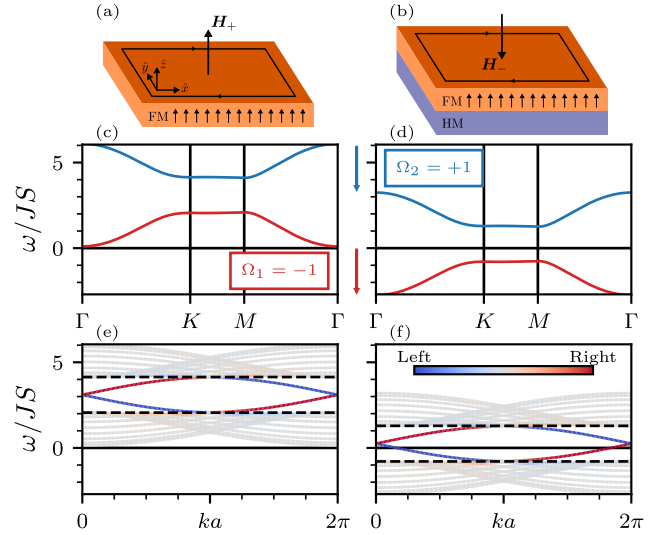 (a)
H₊
ŷ ẑ x̂
FM
(b)
H₋
FM
HM
(c)
ω/JS
5
0
Ω₁ = −1
Γ K M Γ
(d)
Ω₂ = +1
Γ K M Γ
(e)
ω/JS
5
0
0 ka 2π
(f)
Left Right
0 ka 2π